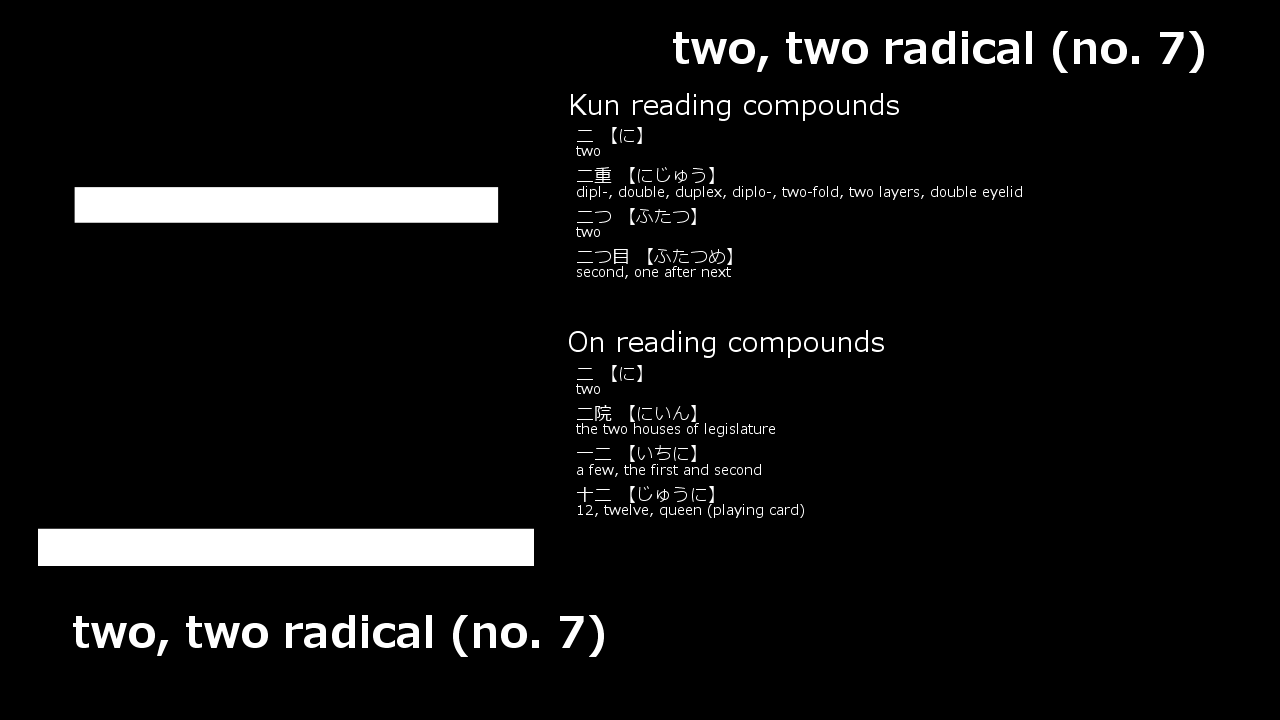 two, two radical (no. 7)
Kun reading compounds
二 【に】
two
二重 【にじゅう】
dipl-, double, duplex, diplo-, two-fold, two layers, double eyelid
二つ 【ふたつ】
two
二つ目 【ふたつめ】
second, one after next
On reading compounds
二 【に】
two
二院 【にいん】
the two houses of legislature
一二 【いちに】
a few, the first and second
十二 【じゅうに】
12, twelve, queen (playing card)
二
two, two radical (no. 7)